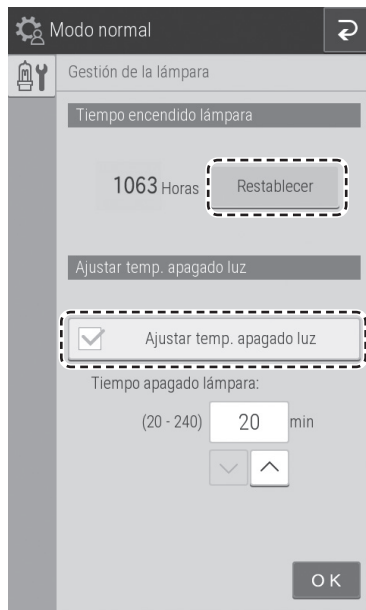 Modo normal
Gestión de la lámpara
Tiempo encendido lámpara
1063 Horas Restablecer
Ajustar temp. apagado luz
Ajustar temp. apagado luz
Tiempo apagado lámpara:
(20 - 240) 20 min
OK